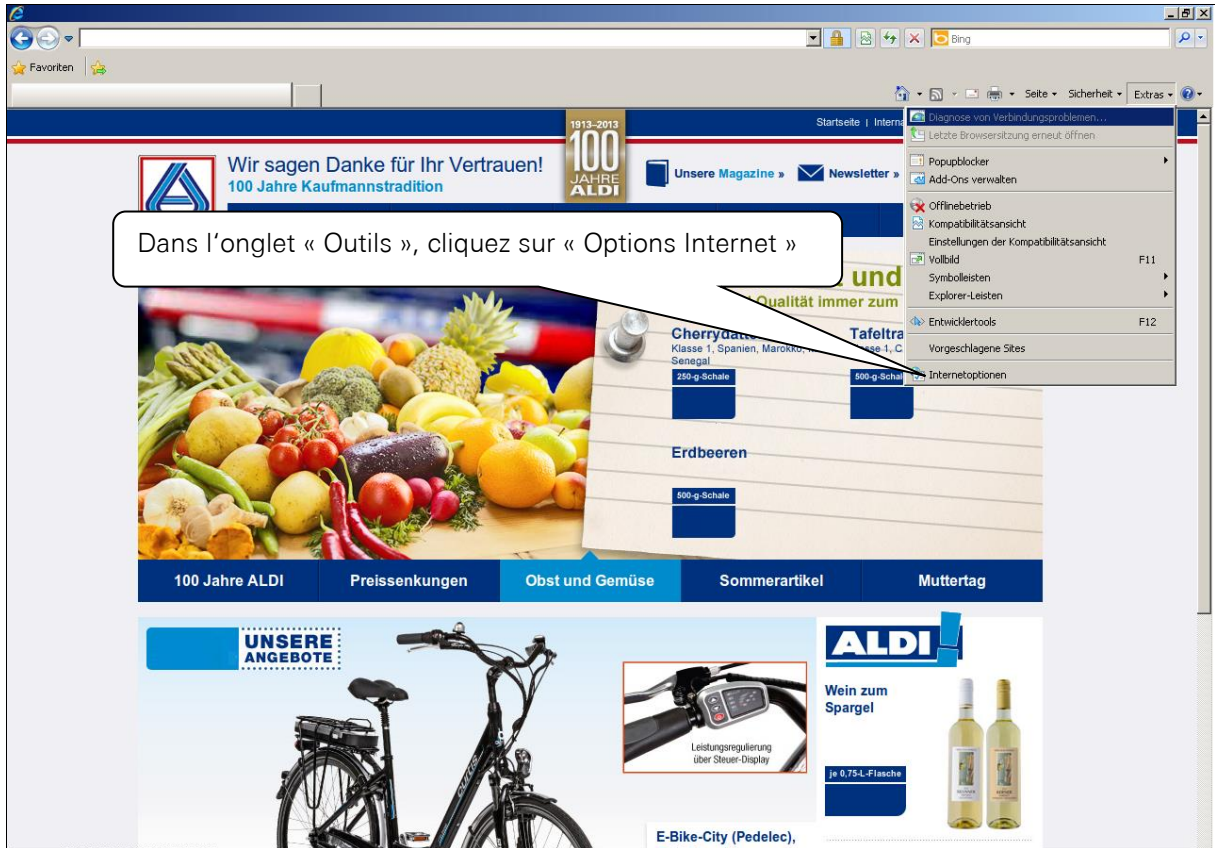 Bing
Favoriten
Seite
Sicherheit
Extras
Startseite | Interna
Diagnose von Verbindungsproblemen...
Letzte Browsersitzung erneut öffnen
Popupblocker
Add-Ons verwalten
Offlinebetrieb
Kompatibilitätsansicht
Einstellungen der Kompatibilitätsansicht
Vollbild F11
Symbolleisten
Explorer-Leisten
Entwicklertools F12
Vorgeschlagene Sites
Internetoptionen
1913–2013
100
JAHRE
ALDI
Wir sagen Danke für Ihr Vertrauen!
100 Jahre Kaufmannstradition
Unsere Magazine »
Newsletter »
Dans l'onglet « Outils », cliquez sur « Options Internet »
und
Qualität immer zum
Cherrydatte
Klasse 1, Spanien, Marokko,
Senegal
250-g-Schale
Tafeltra
500-g-Schal
Erdbeeren
500-g-Schale
100 Jahre ALDI
Preissenkungen
Obst und Gemüse
Sommerartikel
Muttertag
UNSERE
ANGEBOTE
Leistungsregulierung
über Steuer-Display
E-Bike-City (Pedelec),
ALDI
Wein zum
Spargel
je 0,75-L-Flasche